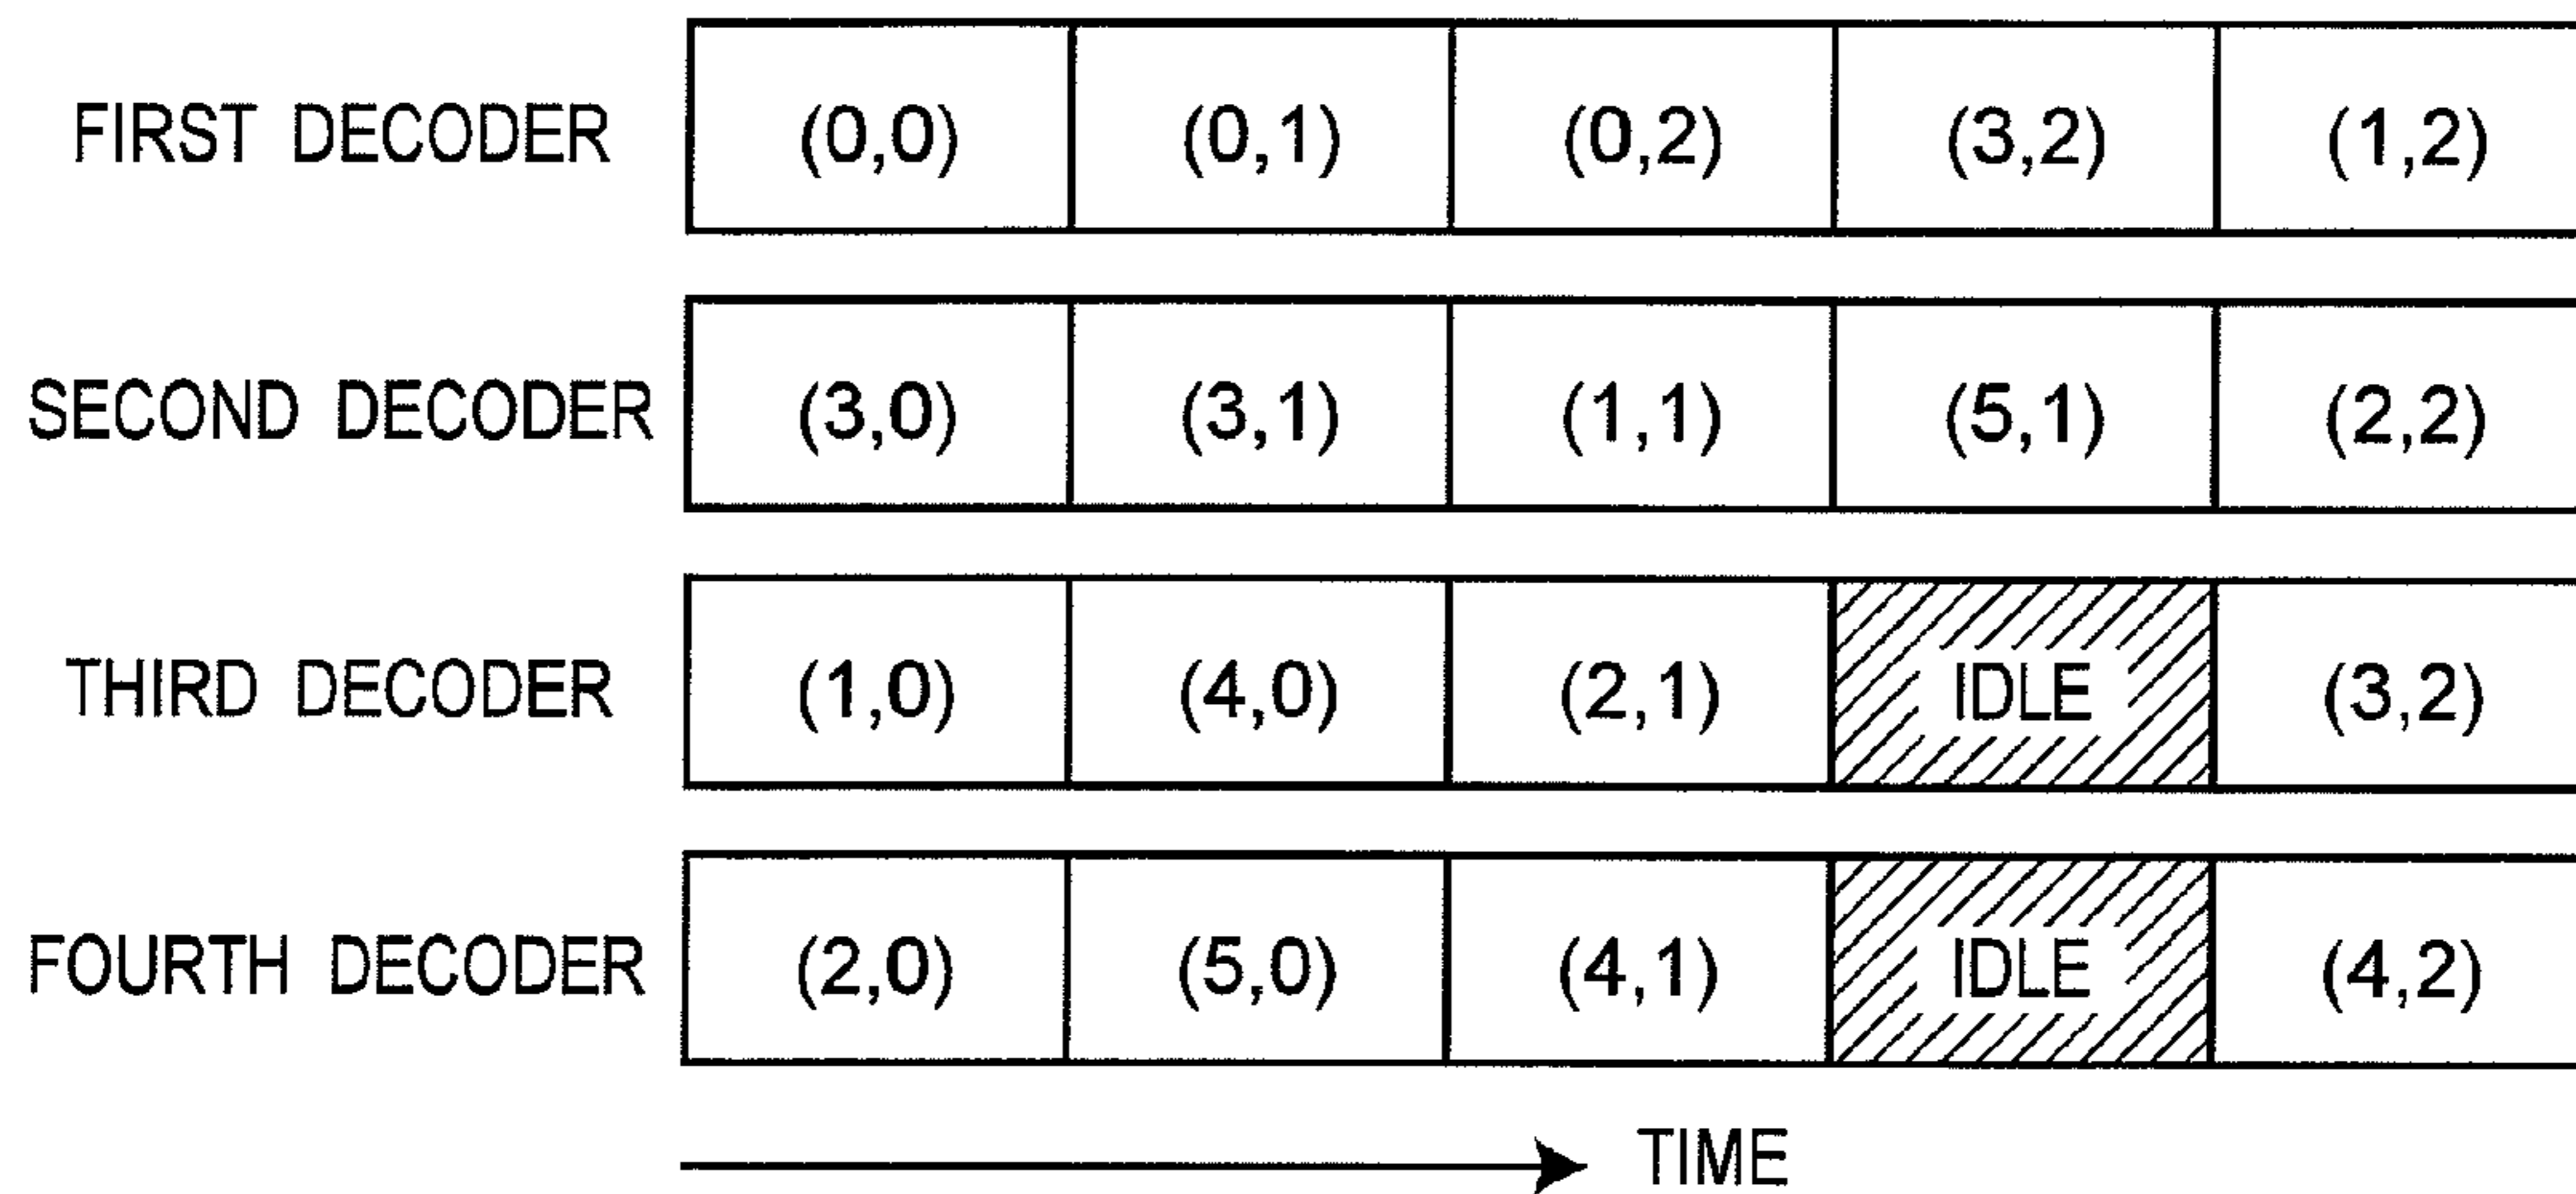 FIRST DECODER (0,0) (0,1) (0,2) (3,2) (1,2)
SECOND DECODER (3,0) (3,1) (1,1) (5,1) (2,2)
THIRD DECODER (1,0) (4,0) (2,1) IDLE (3,2)
FOURTH DECODER (2,0) (5,0) (4,1) IDLE (4,2)
TIME